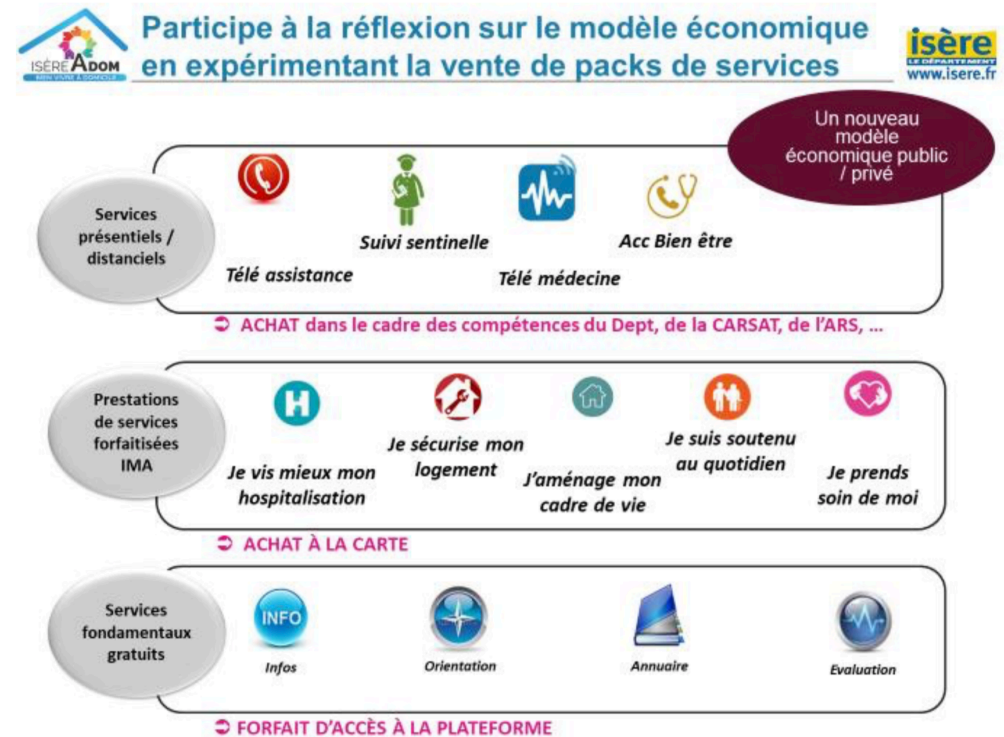 Participe à la réflexion sur le modèle économique
en expérimentant la vente de packs de services
ISÈRE ADOM
BIEN VIVRE À DOMICILE
isère
LE DÉPARTEMENT
www.isere.fr
Un nouveau
modèle
économique public
/ privé
Services
présentiels /
distanciels
Suivi sentinelle
Acc Bien être
Télé assistance
Télé médecine
ACHAT dans le cadre des compétences du Dept, de la CARSAT, de l'ARS, ...
Prestations
de services
forfaitisées
IMA
H
Je vis mieux mon
hospitalisation
Je sécurise mon
logement
J'aménage mon
cadre de vie
Je suis soutenu
au quotidien
Je prends
soin de moi
ACHAT À LA CARTE
Services
fondamentaux
gratuits
INFO
Infos
Orientation
Annuaire
Evaluation
FORFAIT D'ACCÈS À LA PLATEFORME